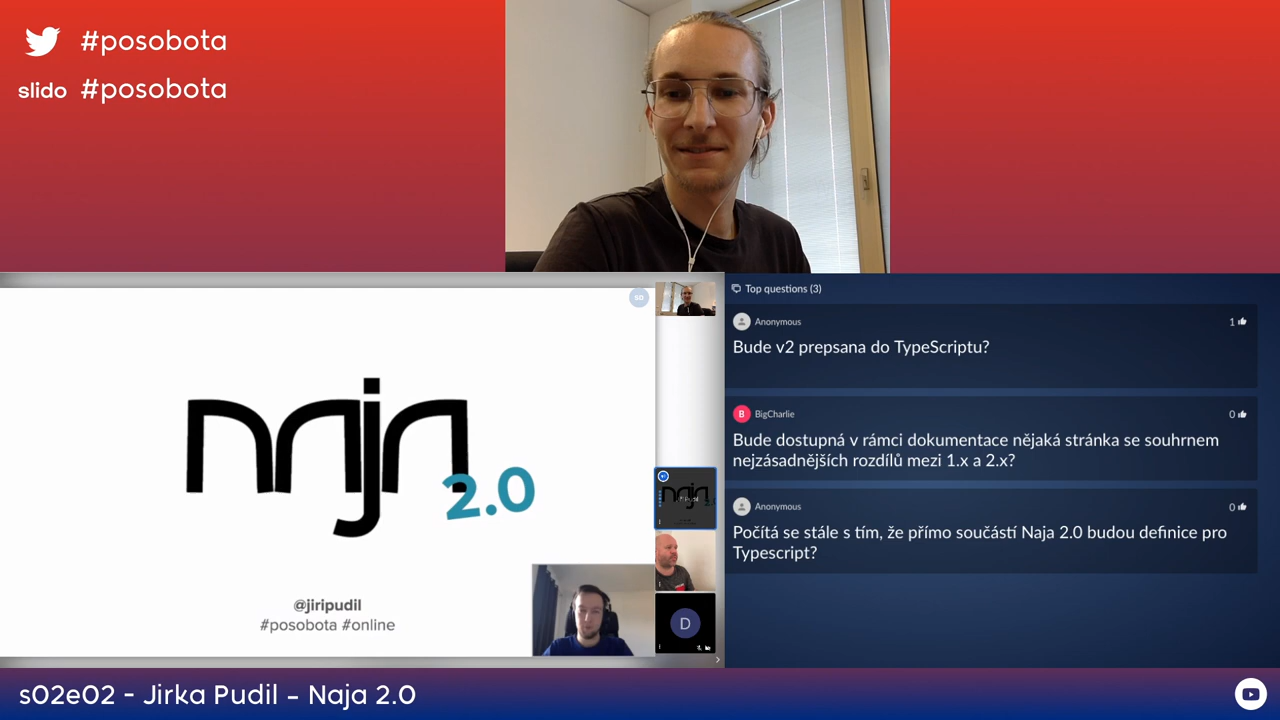 #posobota
slido #posobota
SD
naja
2.0
@jiripudil
#posobota #online
D
Top questions (3)
Anonymous
1
Bude v2 prepsana do TypeScriptu?
B BigCharlie
0
Bude dostupná v rámci dokumentace nějaká stránka se souhrnem
nejzásadnějších rozdílů mezi 1.x a 2.x?
Anonymous
0
Počítá se stále s tím, že přímo součástí Naja 2.0 budou definice pro
Typescript?
s02e02 - Jirka Pudil – Naja 2.0